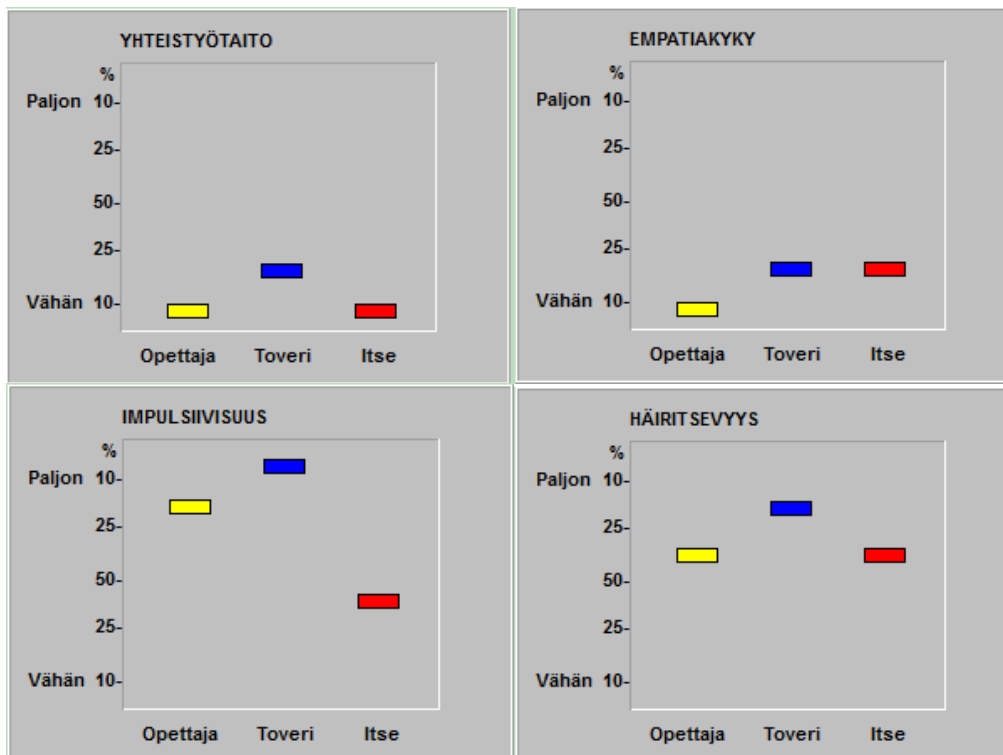 YHTEISTYÖTAITO
%
Paljon 10-
25-
50-
25-
Vähän 10-
Opettaja Toveri Itse
EMPATIAKYKY
%
Paljon 10-
25-
50-
25-
Vähän 10-
Opettaja Toveri Itse
IMPULSIIVISUUS
%
Paljon 10-
25-
50-
25-
Vähän 10-
Opettaja Toveri Itse
HÄIRITSEVYYS
%
Paljon 10-
25-
50-
25-
Vähän 10-
Opettaja Toveri Itse